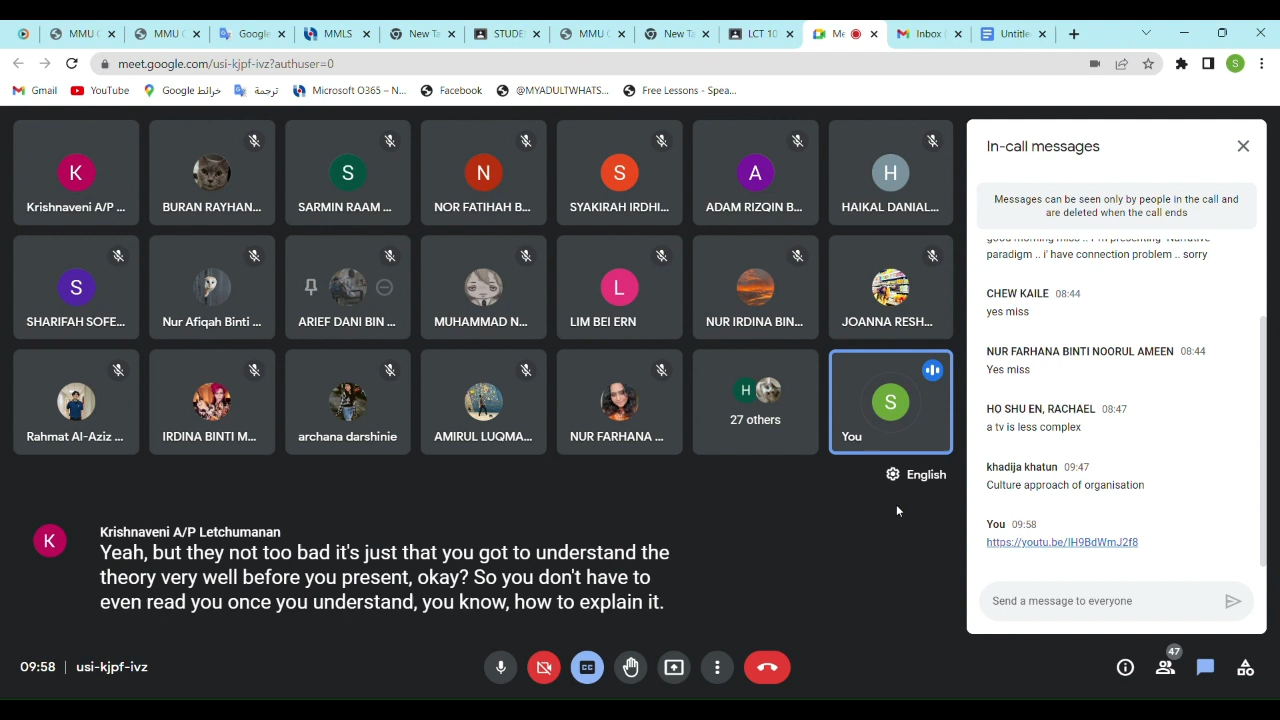 MMU
MMU
Google
MMLS
New Ta
STUDE
MMU
New Ta
LCT 10
Me
Inbox
Untitle
meet.google.com/usi-kjpf-ivz?authuser=0
S
Gmail
YouTube
خرائط Google
ترجمة
Microsoft O365 – N...
Facebook
@MYADULTWHATS...
Free Lessons - Spea...
K
S
N
S
A
H
Krishnaveni A/P ...
BURAN RAYHAN...
SARMIN RAAM ...
NOR FATIHAH B...
SYAKIRAH IRDHI...
ADAM RIZQIN B...
HAIKAL DANIAL...
S
L
SHARIFAH SOFE...
Nur Afiqah Binti ...
ARIEF DANI BIN ...
MUHAMMAD N...
LIM BEI ERN
NUR IRDINA BIN...
JOANNA RESH...
H
S
27 others
Rahmat Al-Aziz ...
IRDINA BINTI M...
archana darshinie
AMIRUL LUQMA...
NUR FARHANA ...
You
English
K
Krishnaveni A/P Letchumanan
Yeah, but they not too bad it's just that you got to understand the
theory very well before you present, okay? So you don't have to
even read you once you understand, you know, how to explain it.
In-call messages
Messages can be seen only by people in the call and
are deleted when the call ends
paradigm .. i' have connection problem .. sorry
CHEW KAILE 08:44
yes miss
NUR FARHANA BINTI NOORUL AMEEN 08:44
Yes miss
HO SHU EN, RACHAEL 08:47
a tv is less complex
khadija khatun 09:47
Culture approach of organisation
You 09:58
https://youtu.be/IH9BdWmJ2f8
Send a message to everyone
09:58 | usi-kjpf-ivz
CC
47